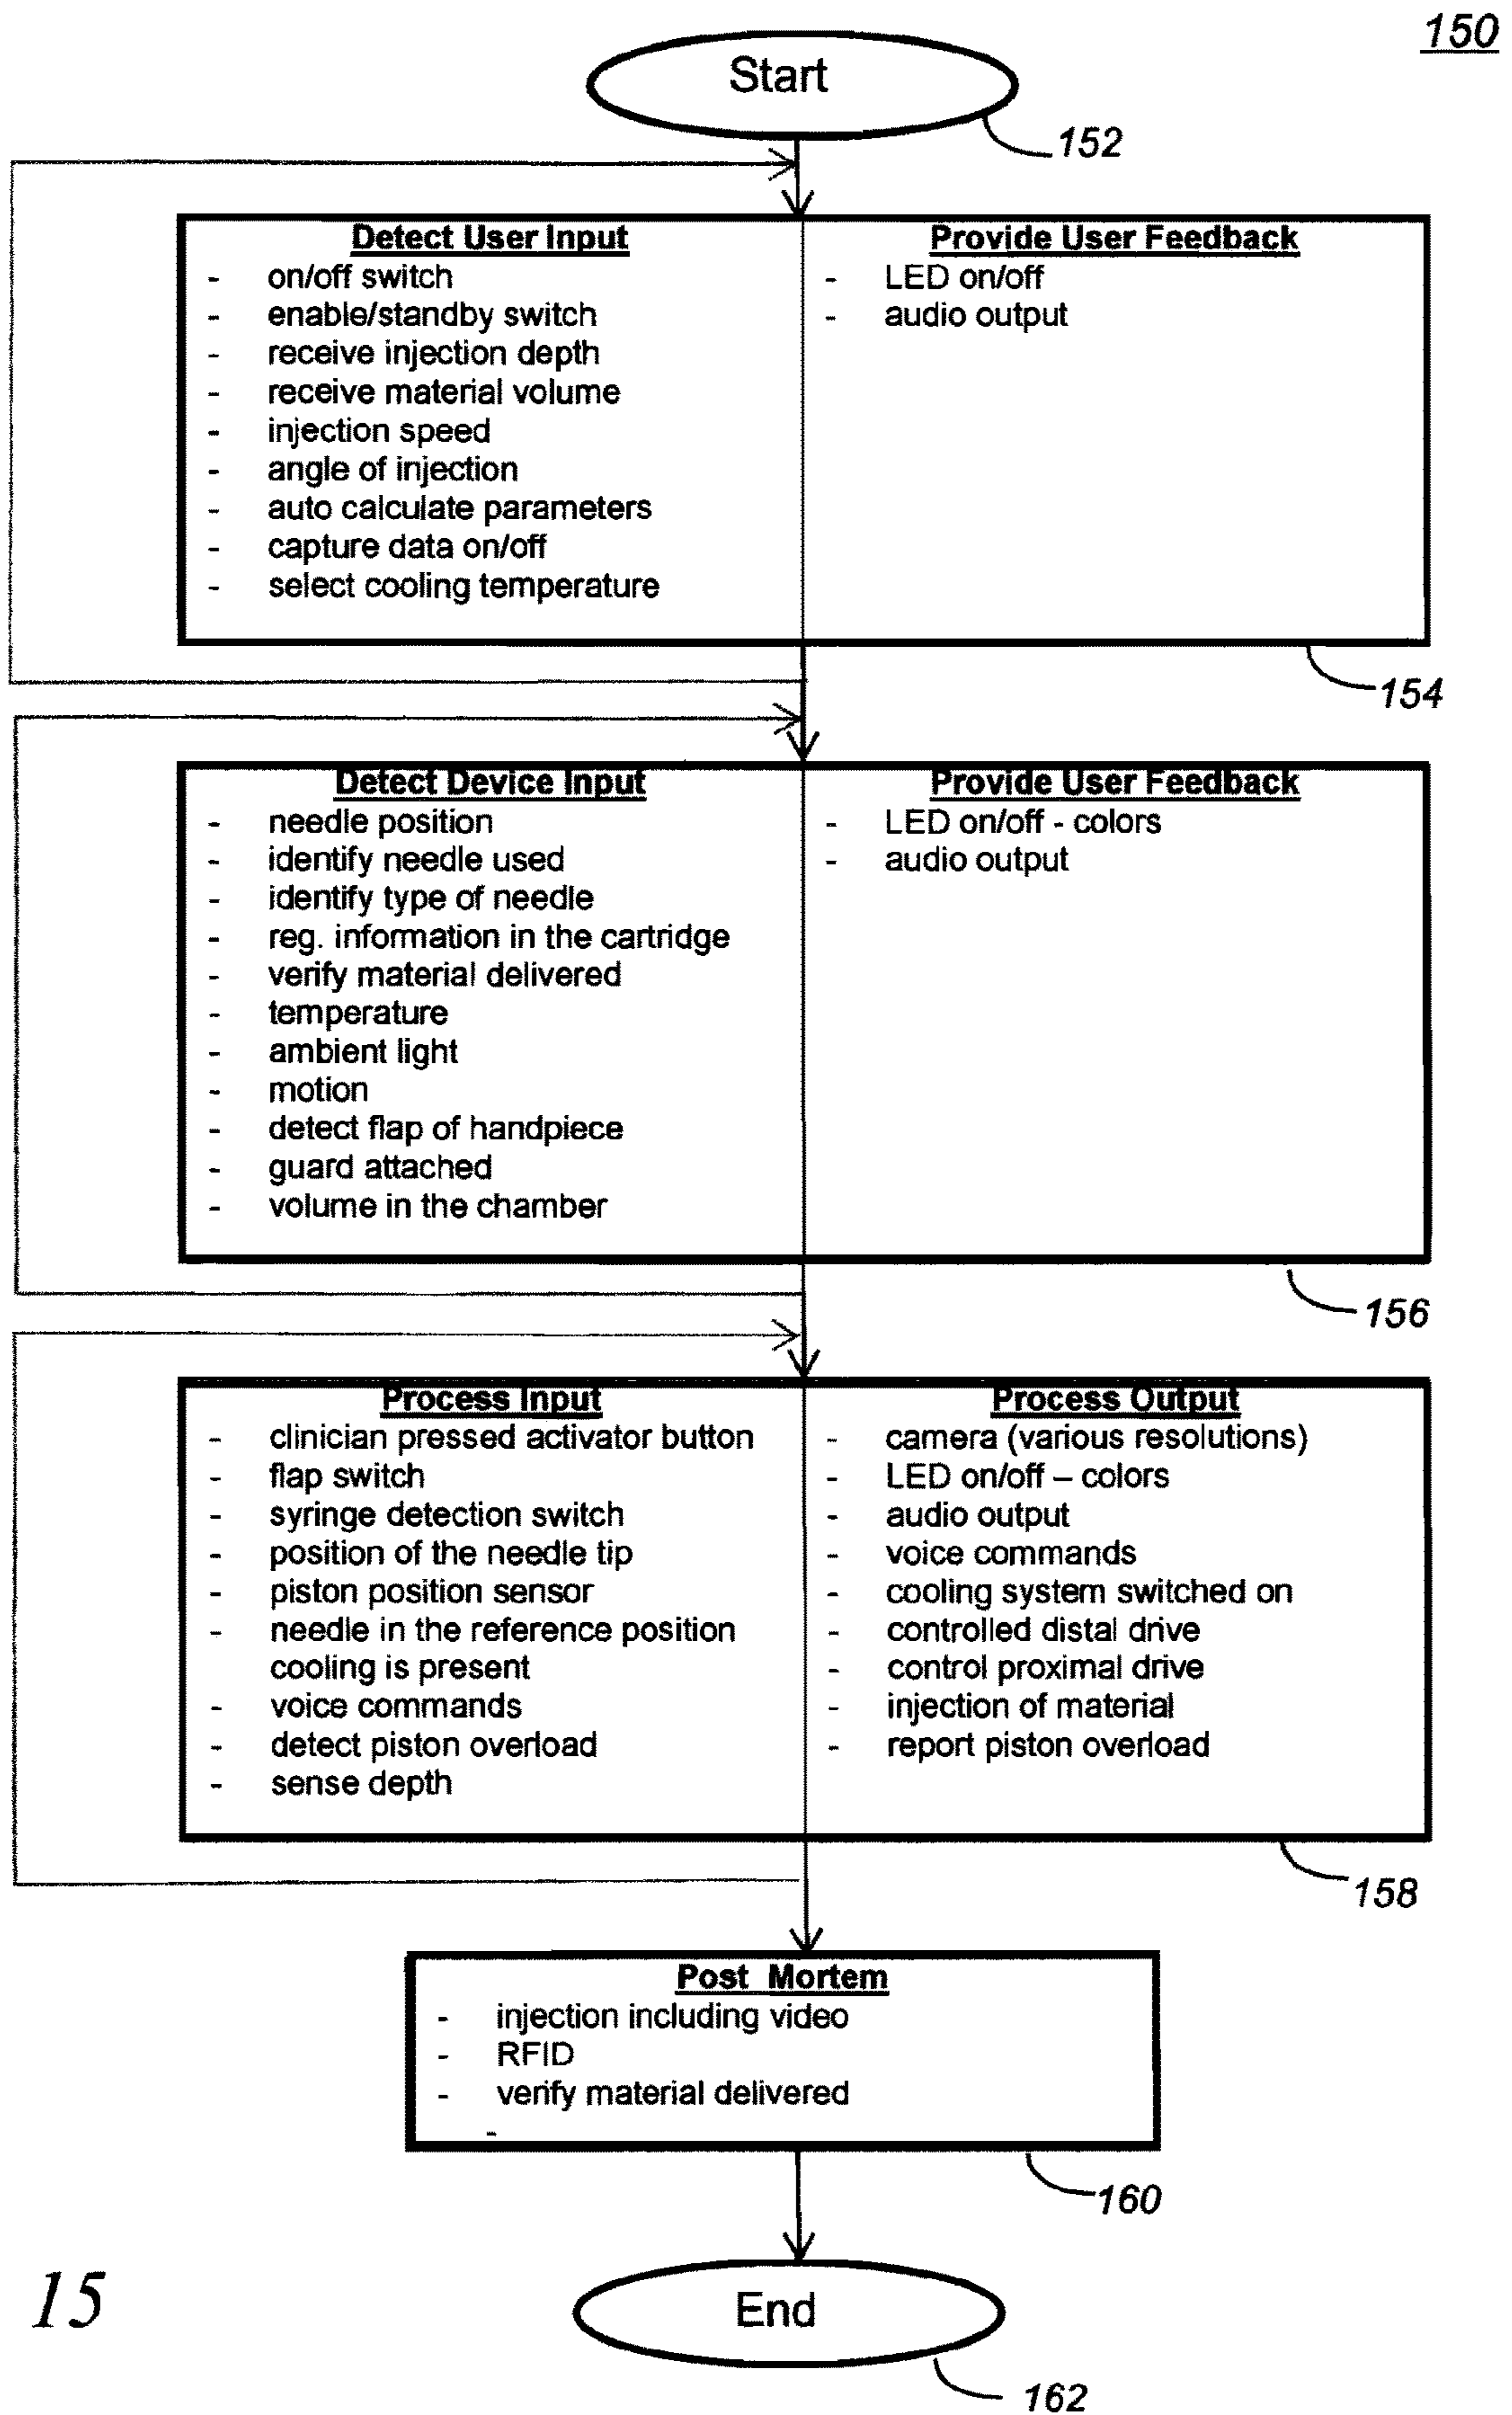 150
Start
152
Detect User Input
- on/off switch
- enable/standby switch
- receive injection depth
- receive material volume
- injection speed
- angle of injection
- auto calculate parameters
- capture data on/off
- select cooling temperature
Provide User Feedback
- LED on/off
- audio output
154
Detect Device Input
- needle position
- identify needle used
- identify type of needle
- reg. information in the cartridge
- verify material delivered
- temperature
- ambient light
- motion
- detect flap of handpiece
- guard attached
- volume in the chamber
Provide User Feedback
- LED on/off - colors
- audio output
156
Process Input
- clinician pressed activator button
- flap switch
- syringe detection switch
- position of the needle tip
- piston position sensor
- needle in the reference position
cooling is present
- voice commands
- detect piston overload
- sense depth
Process Output
- camera (various resolutions)
- LED on/off – colors
- audio output
- voice commands
- cooling system switched on
- controlled distal drive
- control proximal drive
- injection of material
- report piston overload
158
Post Mortem
- injection including video
- RFID
- verify material delivered
-
160
End
15
162